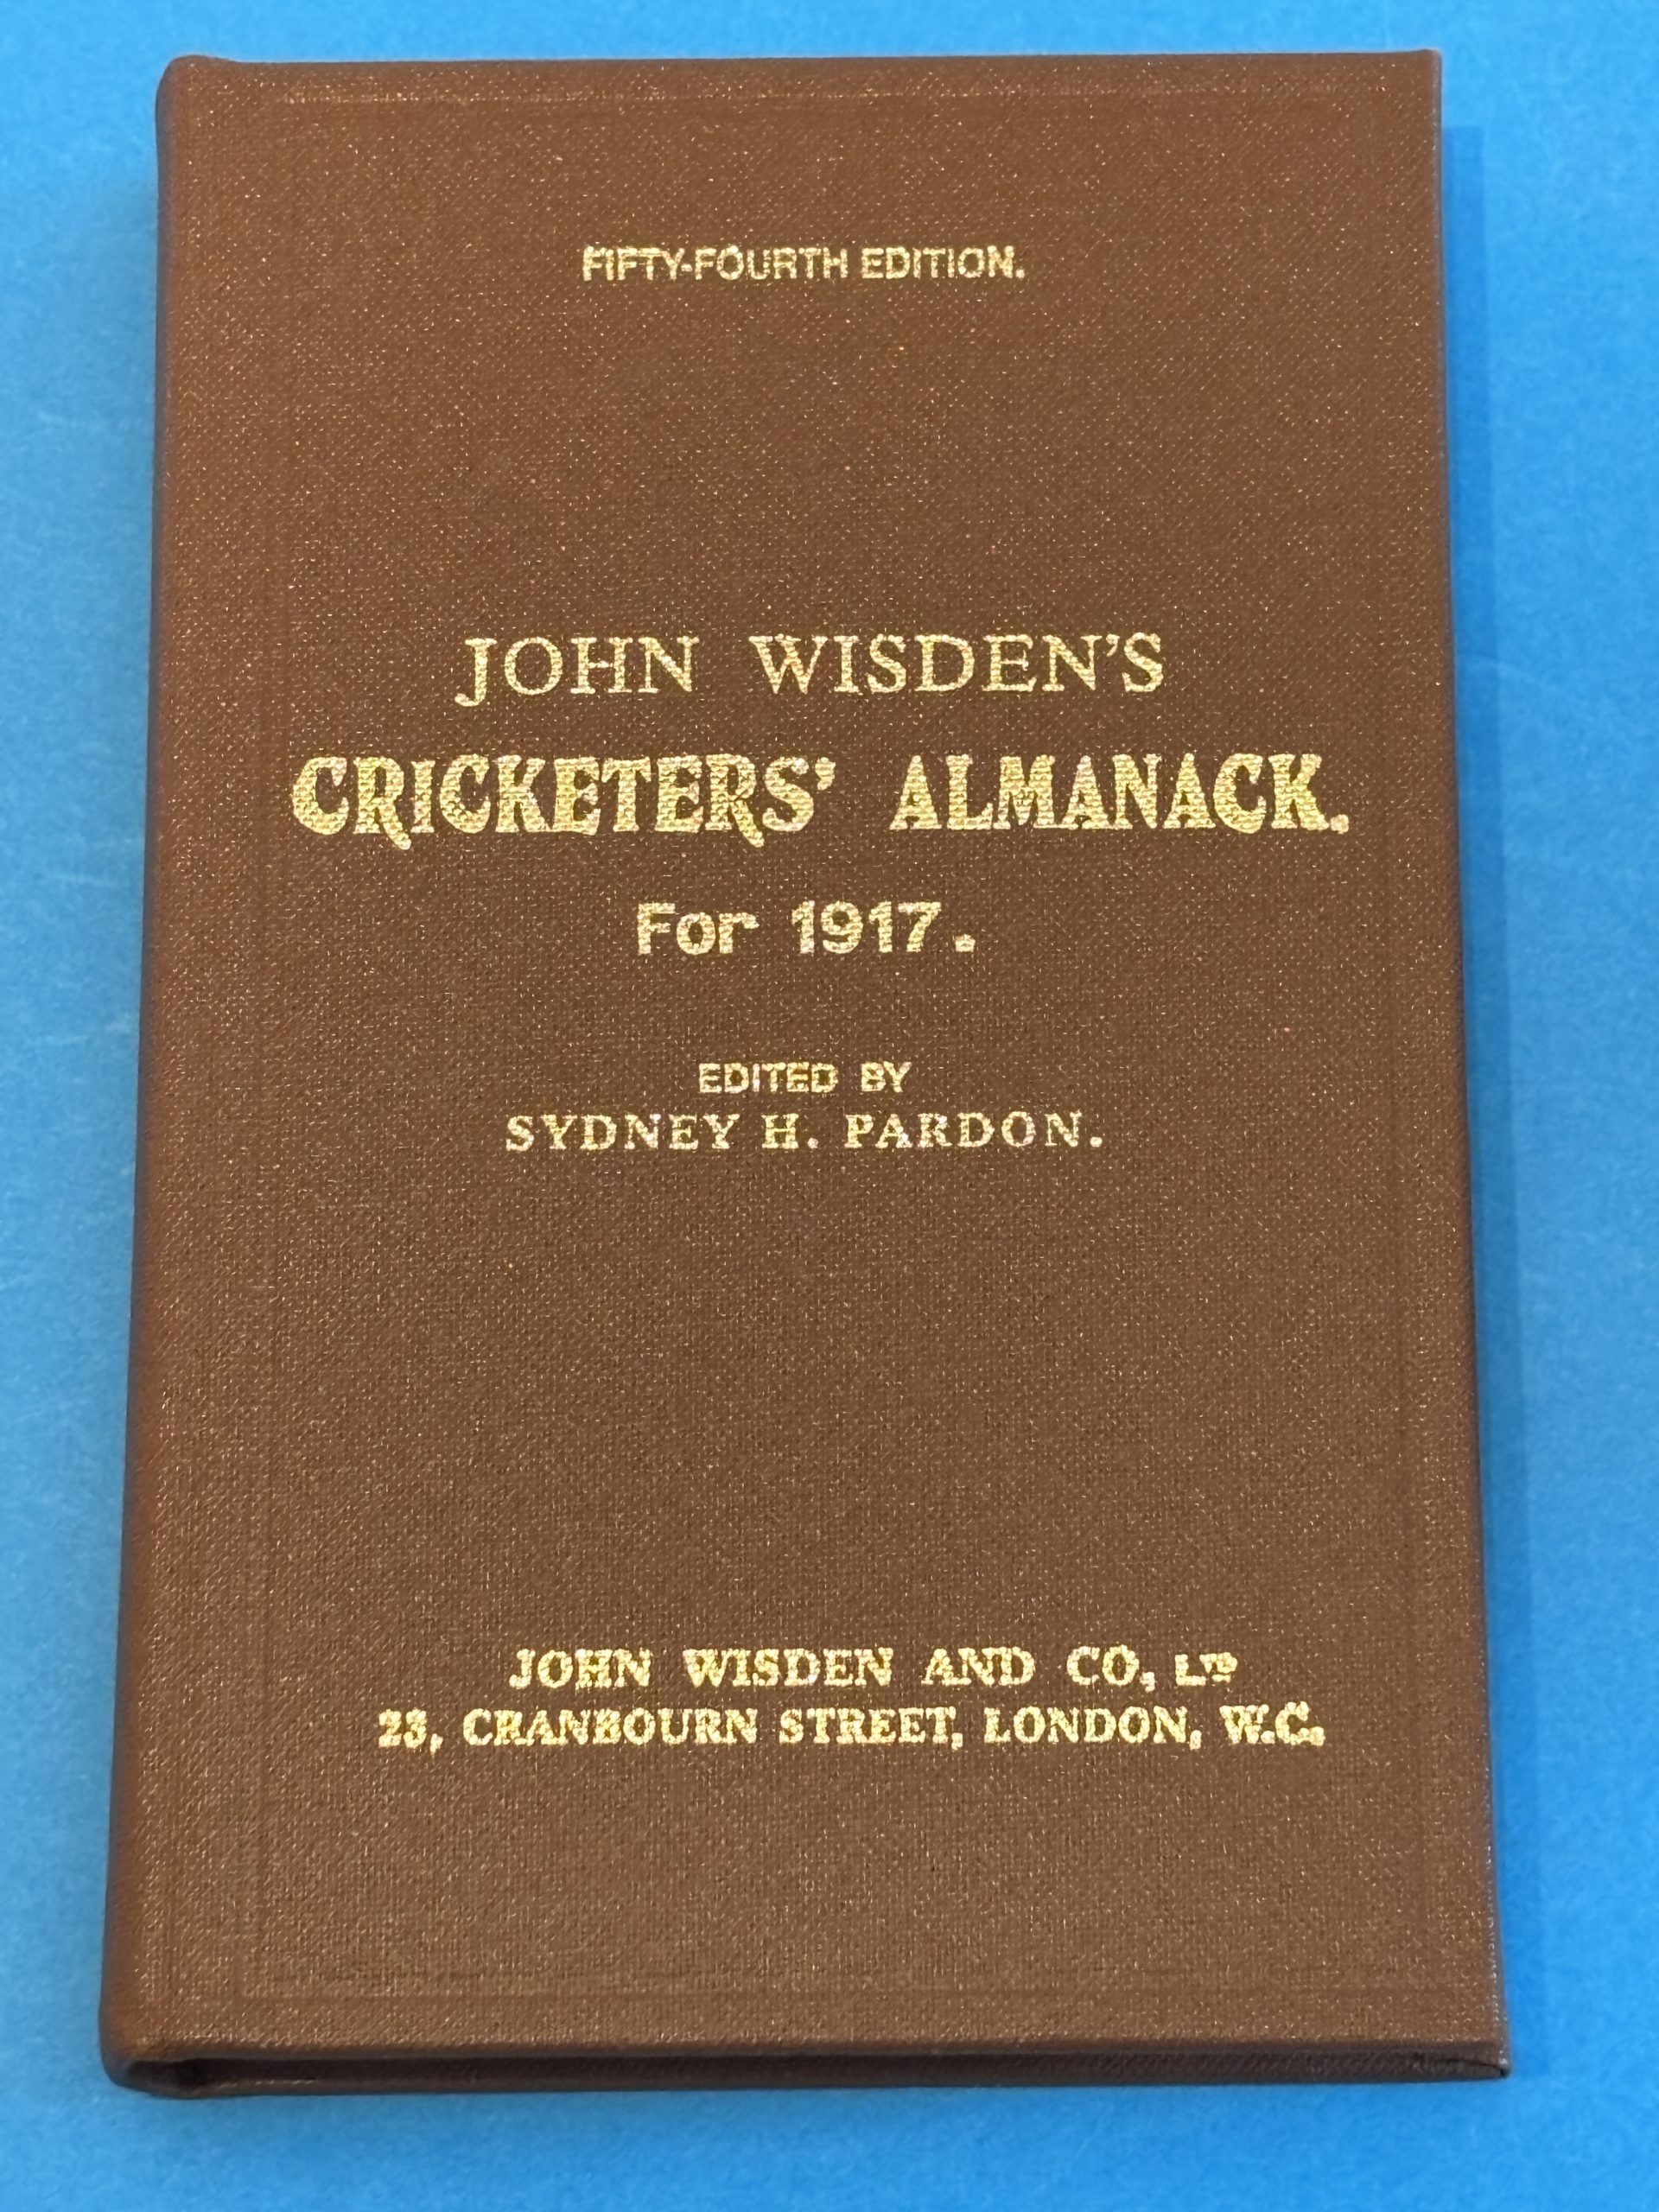 FIFTY-FOURTH EDITION.
JOHN WISDEN'S
CRICKETERS' ALMANACK.
For 1917.
EDITED BY
SYDNEY H. PARDON.
JOHN WISDEN AND CO, LTD
23, CRANBOURN STREET, LONDON, W.C.